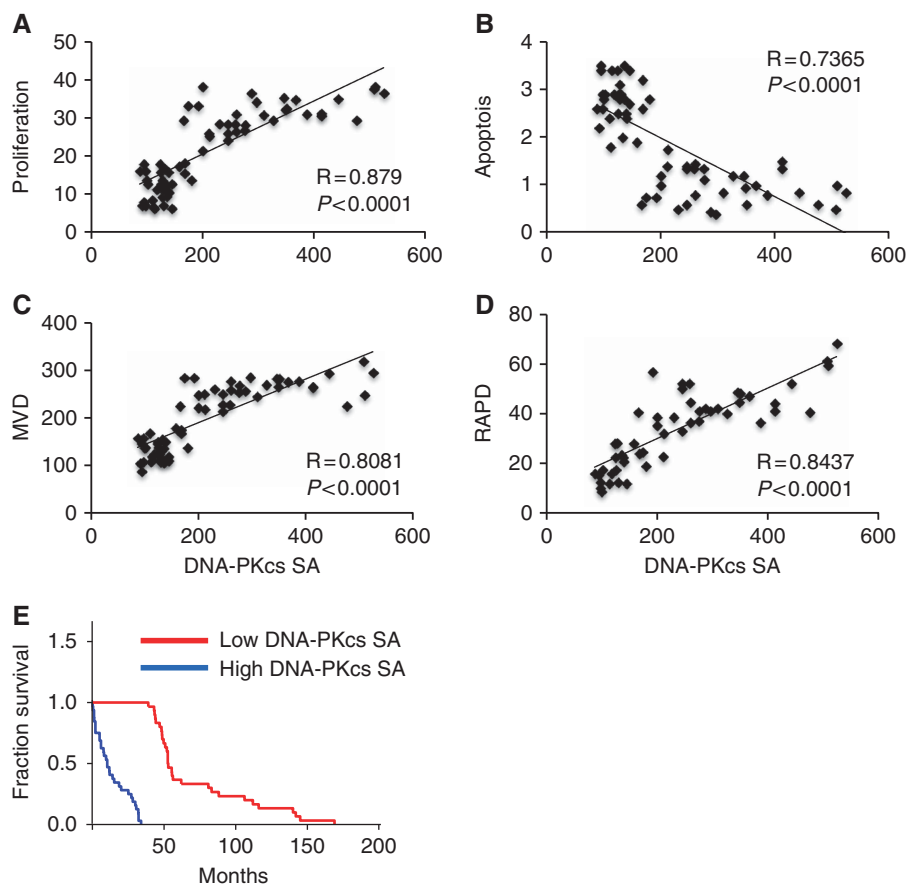 A
Proliferation
50
40
30
20
10
0
0 200 400 600
R=0.879
P<0.0001
B
Apoptois
4
3
2
1
0
0 200 400 600
R=0.7365
P<0.0001
C
MVD
400
300
200
100
0
0 200 400 600
R=0.8081
P<0.0001
DNA-PKcs SA
D
RAPD
80
60
40
20
0
0 200 400 600
R=0.8437
P<0.0001
DNA-PKcs SA
E
Fraction survival
1.5
1.0
0.5
0.0
50 100 150 200
Low DNA-PKcs SA
High DNA-PKcs SA
Months